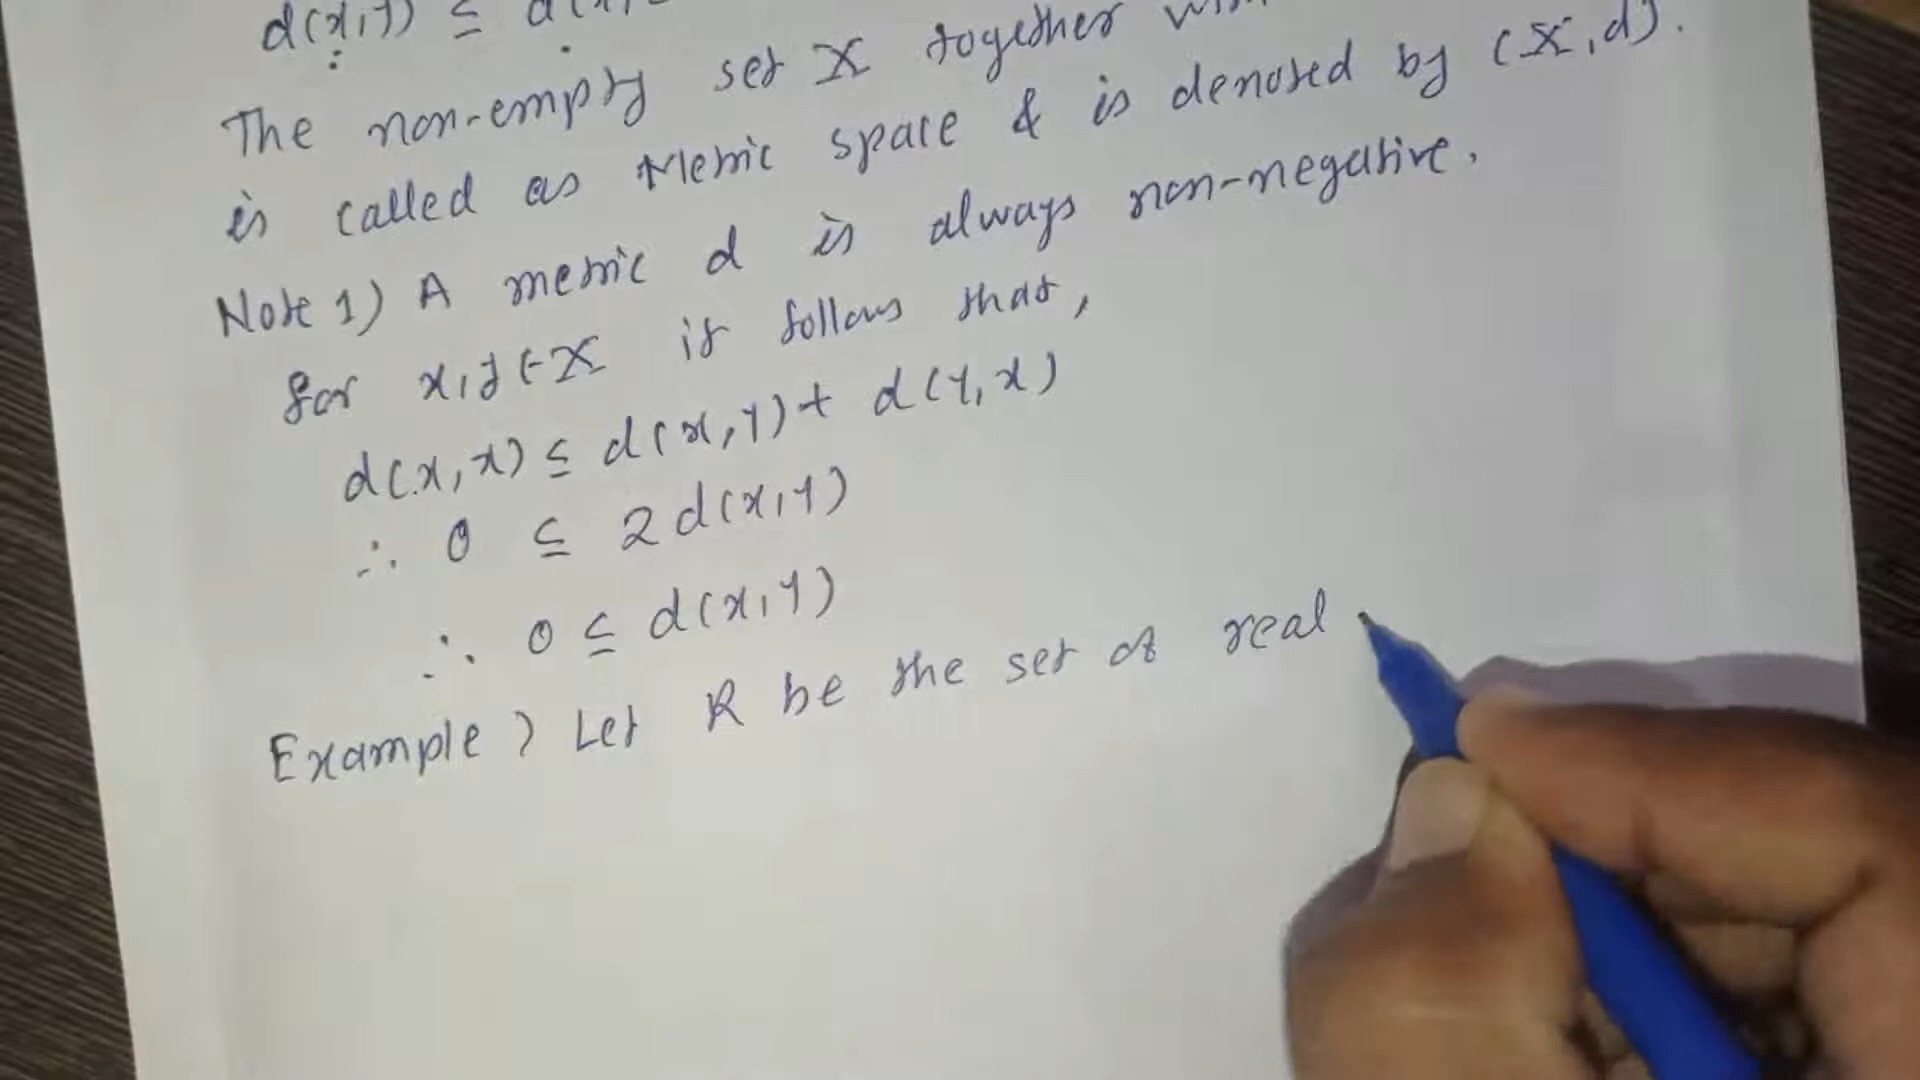 d(x,y) ≤ d(x,
The non-empty set X together with
is called as Metric space & is denoted by (X,d).
Note 1) A metric d is always non-negative.
for x,y ∈ X it follows that,
d(x,x) ≤ d(x,y) + d(y,x)
∴ 0 ≤ 2d(x,y)
∴ 0 ≤ d(x,y)
Example) Let R be the set of real